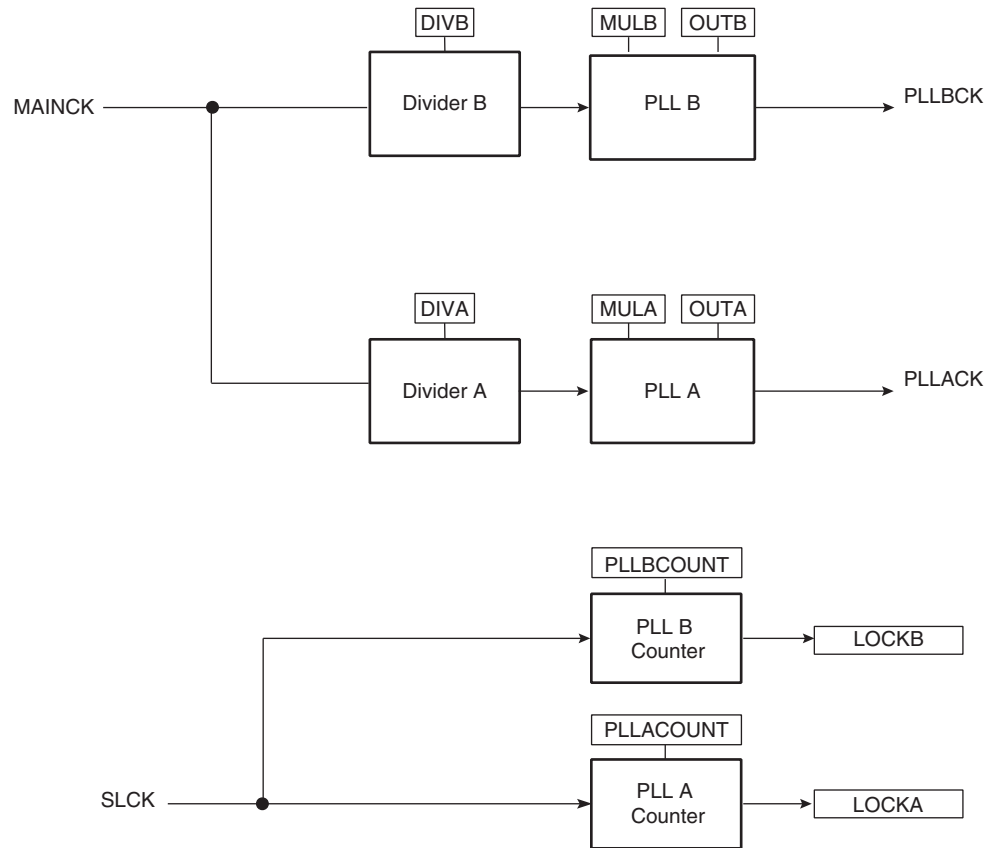 DIVB
MULB
OUTB
MAINCK
Divider B
PLL B
PLLBCK
DIVA
MULA
OUTA
Divider A
PLL A
PLLACK
PLLBCOUNT
PLL B
Counter
LOCKB
PLLACOUNT
SLCK
PLL A
Counter
LOCKA